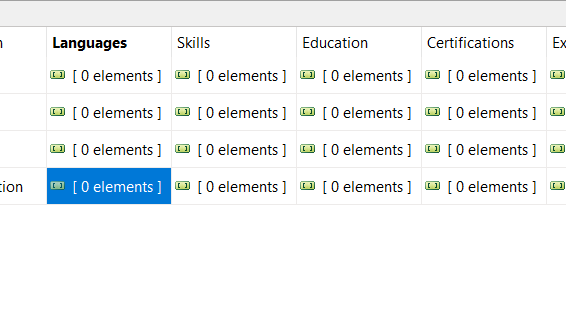 n Languages Skills Education Certifications Ex
[ 0 elements ] [ 0 elements ] [ 0 elements ] [ 0 elements ]
[ 0 elements ] [ 0 elements ] [ 0 elements ] [ 0 elements ]
[ 0 elements ] [ 0 elements ] [ 0 elements ] [ 0 elements ]
tion [ 0 elements ] [ 0 elements ] [ 0 elements ] [ 0 elements ]